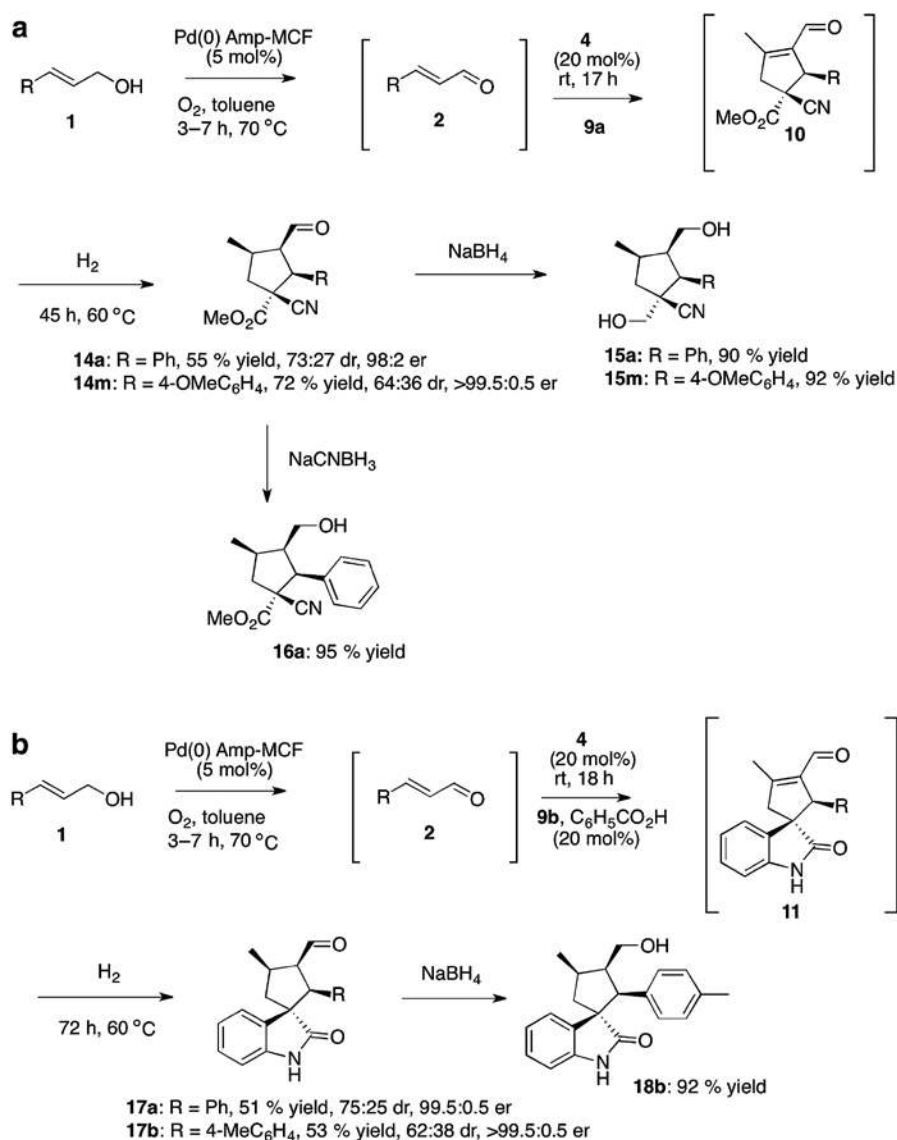 a
Pd(0) Amp-MCF
(5 mol%)
R
OH
1
O2, toluene
3–7 h, 70 °C
R
O
2
4
(20 mol%)
rt, 17 h
9a
O
R
MeO2C
CN
10
H2
45 h, 60 °C
O
R
MeO2C
CN
14a: R = Ph, 55 % yield, 73:27 dr, 98:2 er
14m: R = 4-OMeC6H4, 72 % yield, 64:36 dr, >99.5:0.5 er
NaBH4
OH
R
CN
HO
15a: R = Ph, 90 % yield
15m: R = 4-OMeC6H4, 92 % yield
NaCNBH3
OH
MeO2C
CN
16a: 95 % yield
b
Pd(0) Amp-MCF
(5 mol%)
R
OH
1
O2, toluene
3–7 h, 70 °C
R
O
2
4
(20 mol%)
rt, 18 h
9b, C6H5CO2H
(20 mol%)
O
R
O
N
H
11
H2
72 h, 60 °C
O
R
O
N
H
17a: R = Ph, 51 % yield, 75:25 dr, 99.5:0.5 er
17b: R = 4-MeC6H4, 53 % yield, 62:38 dr, >99.5:0.5 er
NaBH4
OH
O
N
H
18b: 92 % yield